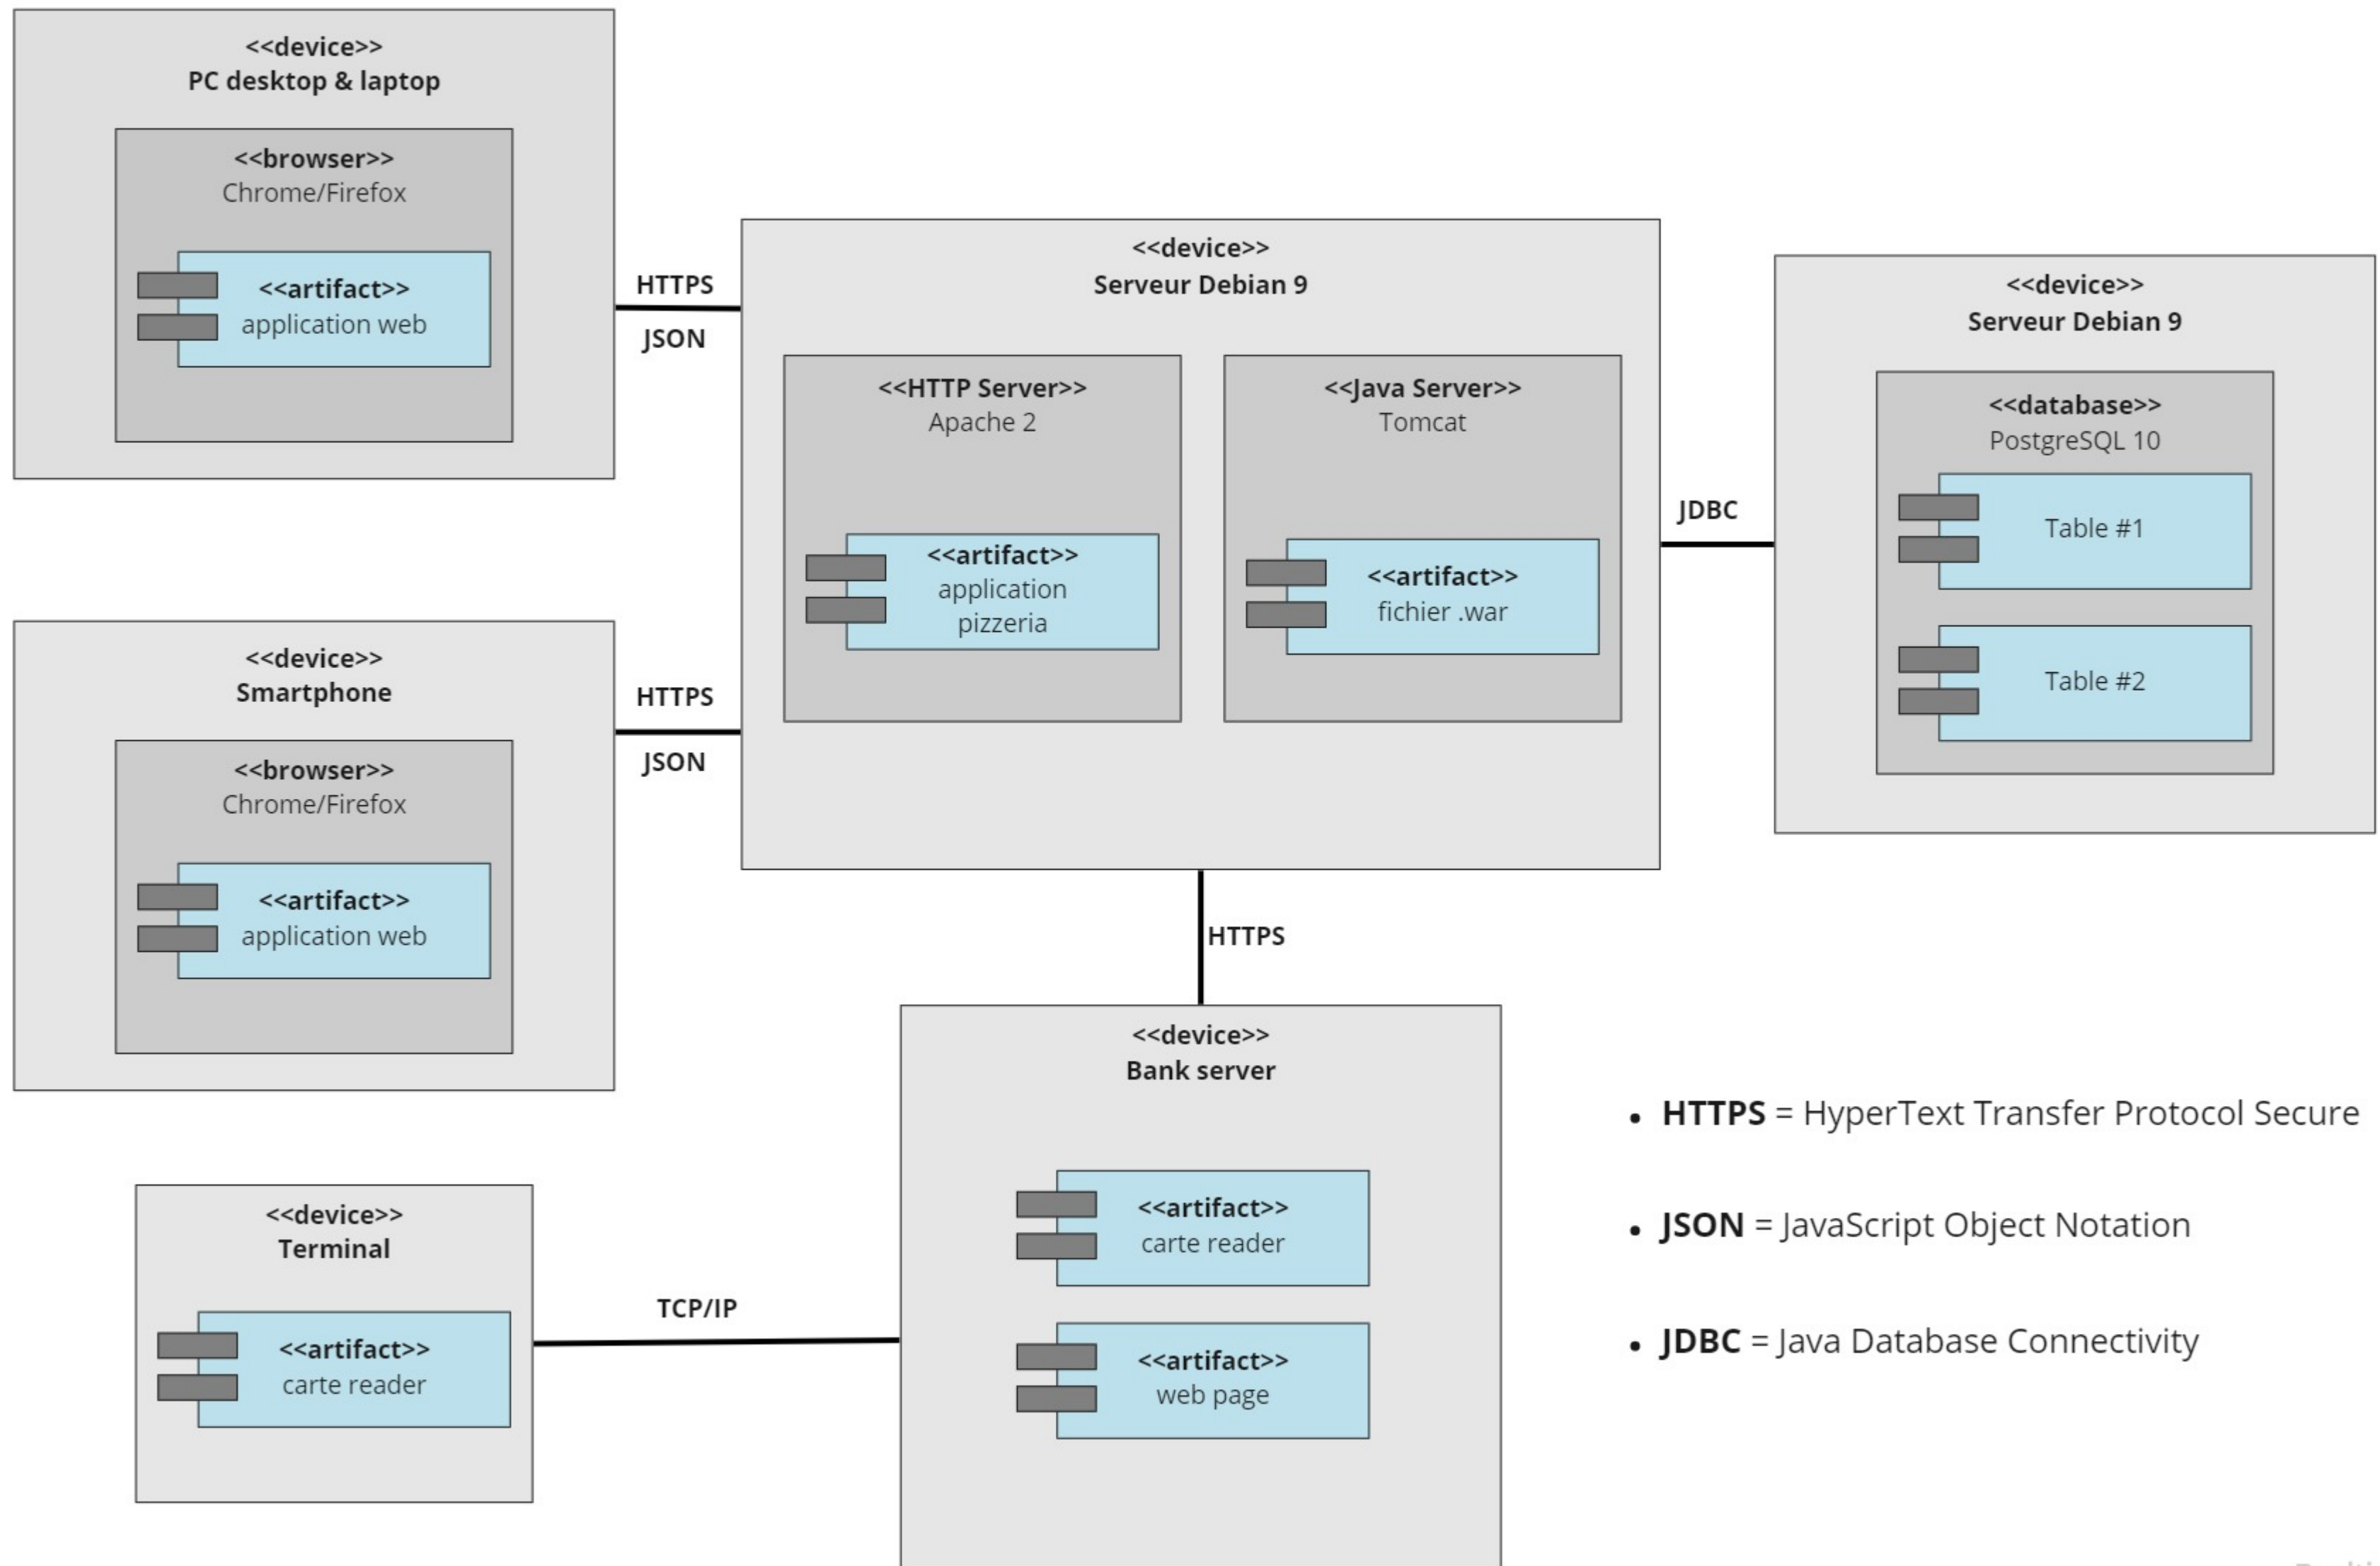 <<device>>
PC desktop & laptop
<<browser>>
Chrome/Firefox
<<artifact>>
application web
HTTPS
JSON
<<device>>
Serveur Debian 9
<<HTTP Server>>
Apache 2
<<artifact>>
application
pizzeria
<<Java Server>>
Tomcat
<<artifact>>
fichier .war
JDBC
<<device>>
Serveur Debian 9
<<database>>
PostgreSQL 10
Table #1
Table #2
<<device>>
Smartphone
<<browser>>
Chrome/Firefox
<<artifact>>
application web
HTTPS
JSON
HTTPS
<<device>>
Bank server
<<artifact>>
carte reader
<<artifact>>
web page
<<device>>
Terminal
<<artifact>>
carte reader
TCP/IP
• HTTPS = HyperText Transfer Protocol Secure
• JSON = JavaScript Object Notation
• JDBC = Java Database Connectivity